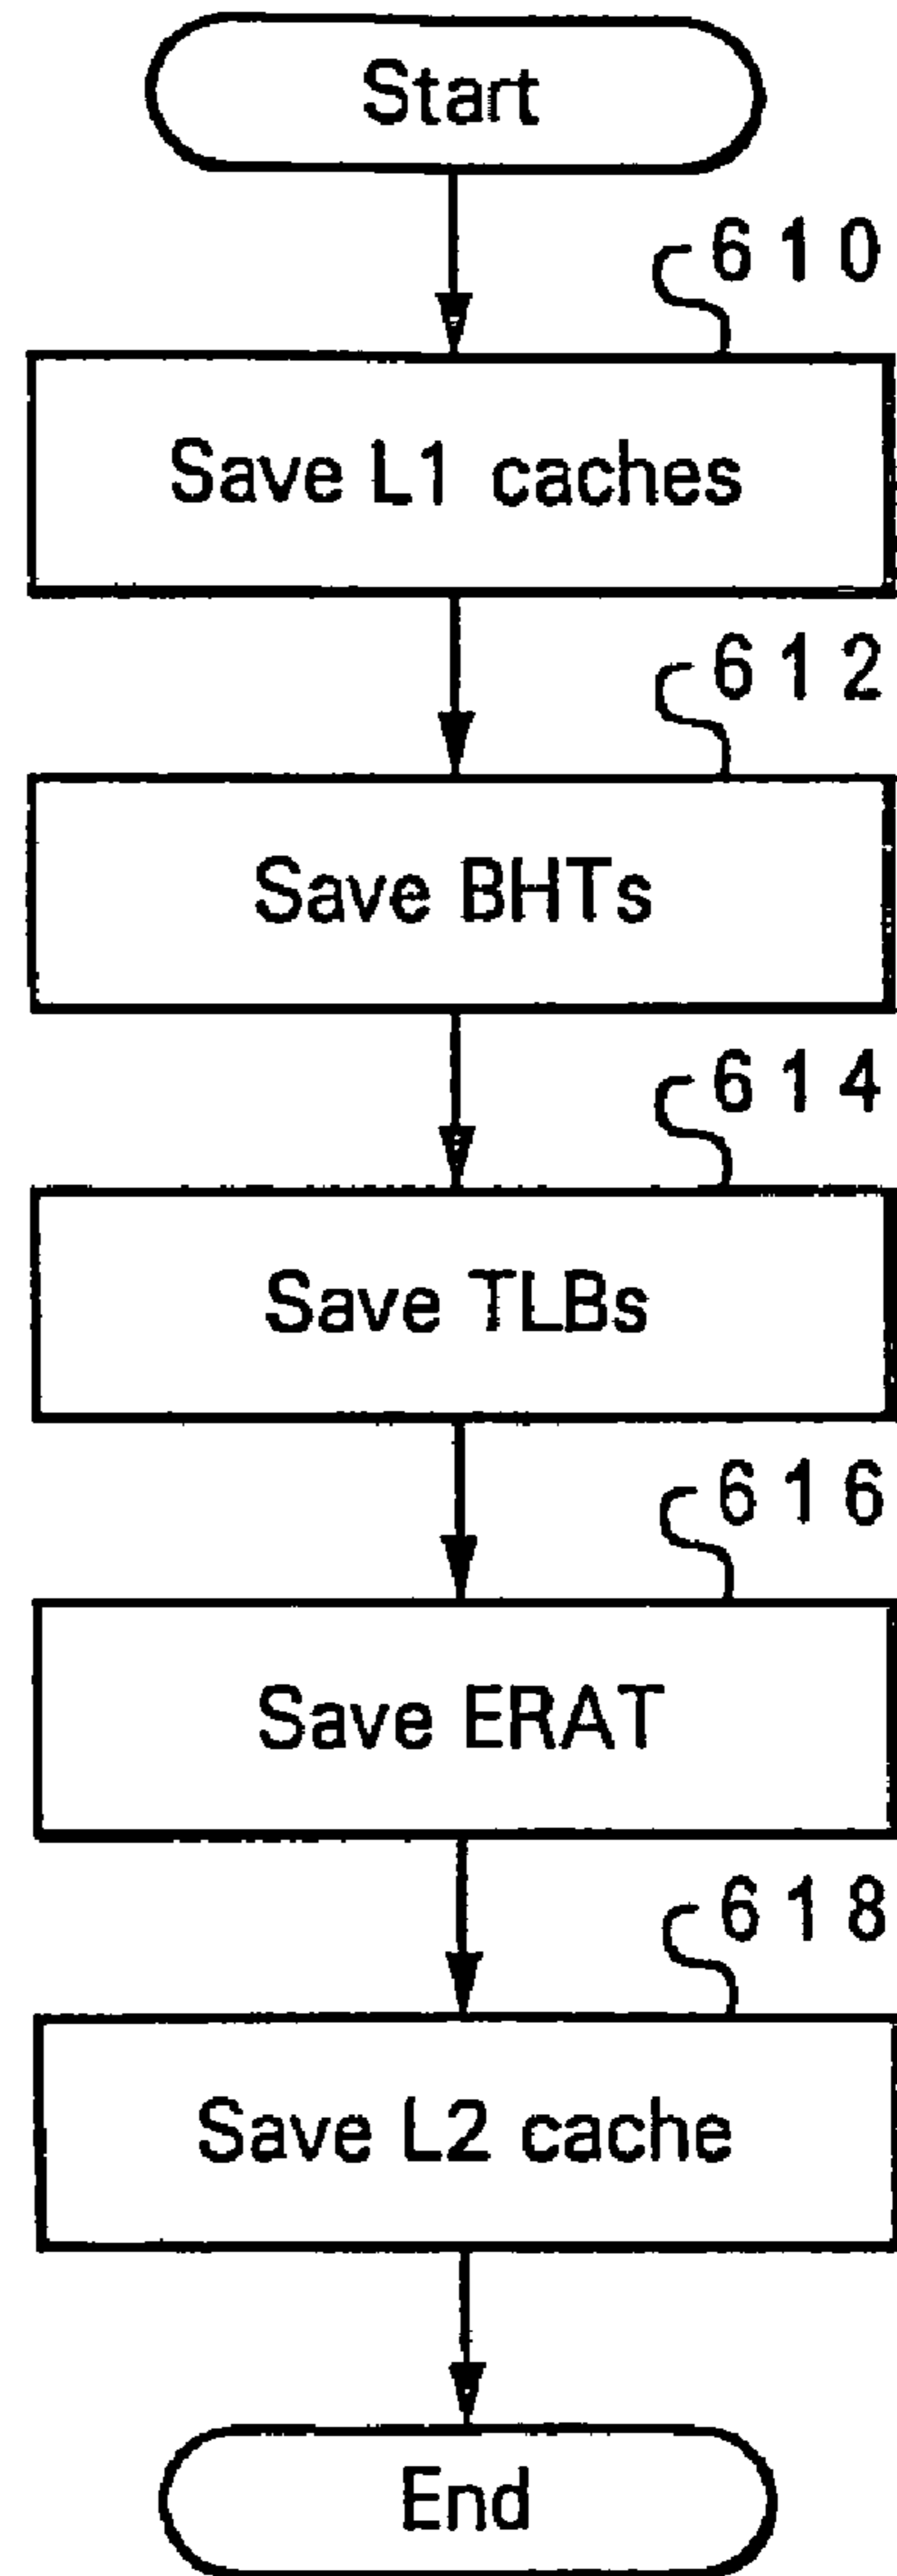 Start
610
Save L1 caches
612
Save BHTs
614
Save TLBs
616
Save ERAT
618
Save L2 cache
End